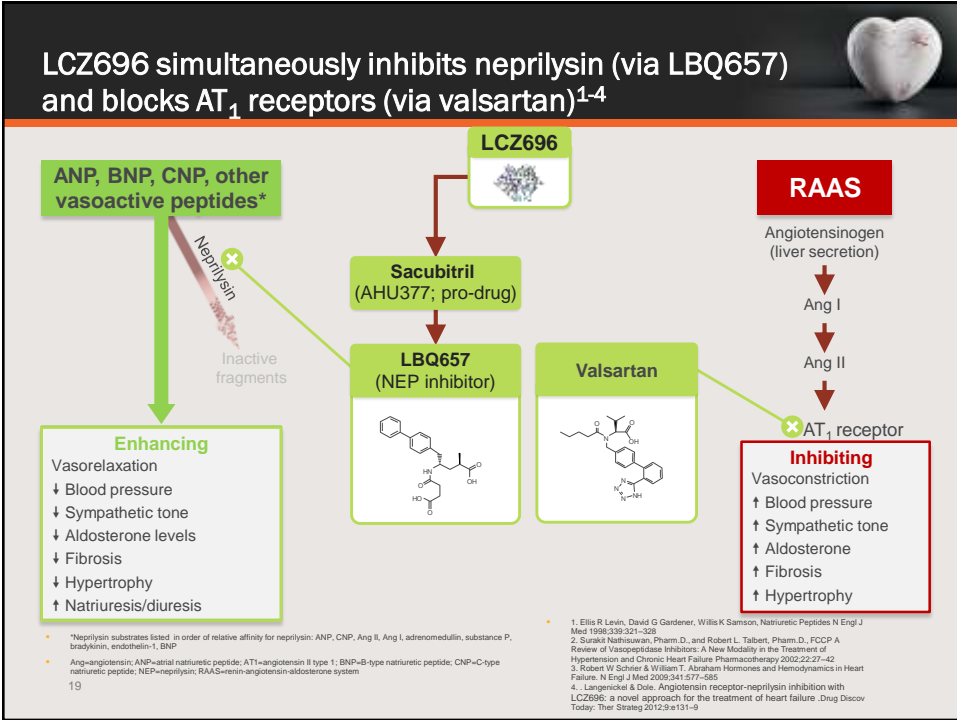 LCZ696 simultaneously inhibits neprilysin (via LBQ657)
and blocks AT1 receptors (via valsartan)1-4
LCZ696
ANP, BNP, CNP, other
vasoactive peptides*
Neprilysin
Inactive
fragments
Sacubitril
(AHU377; pro-drug)
LBQ657
(NEP inhibitor)
HN
O
O
OH
HO
O
Valsartan
O
N
O
OH
N
N
N
NH
RAAS
Angiotensinogen
(liver secretion)
Ang I
Ang II
AT1 receptor
Enhancing
Vasorelaxation
↓ Blood pressure
↓ Sympathetic tone
↓ Aldosterone levels
↓ Fibrosis
↓ Hypertrophy
↑ Natriuresis/diuresis
Inhibiting
Vasoconstriction
↑ Blood pressure
↑ Sympathetic tone
↑ Aldosterone
↑ Fibrosis
↑ Hypertrophy
*Neprilysin substrates listed in order of relative affinity for neprilysin: ANP, CNP, Ang II, Ang I, adrenomedullin, substance P,
bradykinin, endothelin-1, BNP
Ang=angiotensin; ANP=atrial natriuretic peptide; AT1=angiotensin II type 1; BNP=B-type natriuretic peptide; CNP=C-type
natriuretic peptide; NEP=neprilysin; RAAS=renin-angiotensin-aldosterone system
19
1. Ellis R Levin, David G Gardener, Willis K Samson, Natriuretic Peptides N Engl J
Med 1998;339:321–328
2. Surakit Nathisuwan, Pharm.D., and Robert L. Talbert, Pharm.D., FCCP A
Review of Vasopeptidase Inhibitors: A New Modality in the Treatment of
Hypertension and Chronic Heart Failure Pharmacotherapy 2002;22:27–42
3. Robert W Schrier & William T. Abraham Hormones and Hemodynamics in Heart
Failure. N Engl J Med 2009;341:577–585
4. . Langenickel & Dole. Angiotensin receptor-neprilysin inhibition with
LCZ696: a novel approach for the treatment of heart failure .Drug Discov
Today: Ther Strateg 2012;9:e131–9